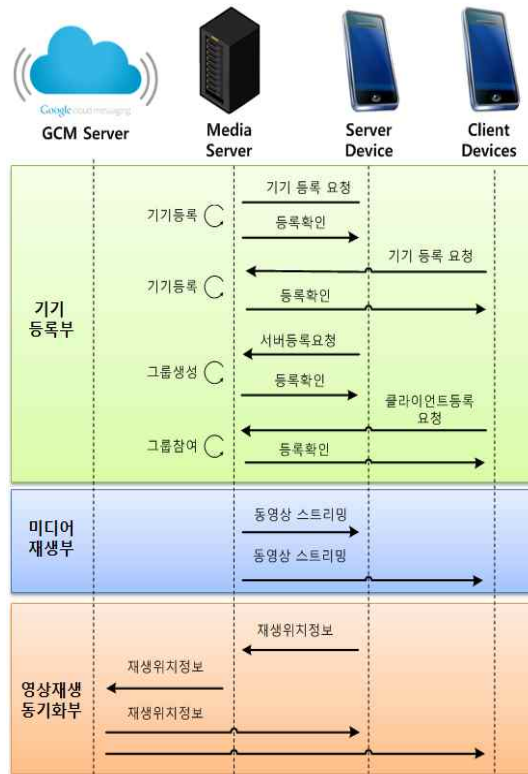 Google cloud messaging
GCM Server
Media
Server
Server
Device
Client
Devices
기기
등록부
기기 등록 요청
기기등록
등록확인
기기 등록 요청
기기등록
등록확인
서버등록요청
그룹생성
등록확인
클라이언트등록
요청
그룹참여
등록확인
미디어
재생부
동영상 스트리밍
동영상 스트리밍
영상재생
동기화부
재생위치정보
재생위치정보
재생위치정보